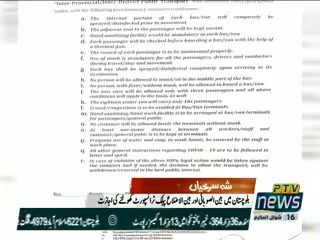 "Inter-Provincial/Inter District Public Transport"
a. The internal portion of each bus/van will completely be
sprayed/disinfected prior to movement.
b. The adjacent seat to the passenger will be kept vacant
c. Hand sanitizing facility would be mandatory in each bus/van.
d. Each passenger will be checked before boarding a bus/van with the help of
a thermal gun.
e. The record of each passenger is to be maintained properly.
f. Use of mask is mandatory for all the passengers, drivers and conductors
during travel/stay and movement.
g. Each bus shall be sprayed/disinfected completely upon arriving at the
destination.
h. No person will be allowed to stand in the middle part of the bus.
i. No person, with fever/without mask, will be allowed to board a bus/van
j. The taxi cars will be allowed only with three passengers and all above
conditions will apply to the taxis, as well.
k. The eighteen seater van will carry only 10x passengers.
l. Crowd/congestion is to be avoided at Bus/Van terminals
m. Hand sanitizing/hand wash facility is to be arranged at bus/van terminals
for passengers/general public.
n. No customer will be allowed inside the terminals without mask
o. At least one-meter distance between all workers/staff and
customer/general public is to be kept at terminals.
p. Frequent use of water and soap to wash hands, be ensured by the staff at
work place.
q. All other general instructions regarding COVID - 19 are to be followed in
letter and spirit.
r. In case of violation of the above SOPs, legal action would be taken against
the violators and if needed, the decision to allow the transport, will be
withdrawn/reversed in the best of public interest.
شہ سرخیاں
PTV
news
بلوچستان میں بین الصوبائی اور بین الاضلاع پبلک ٹرانسپورٹ کھولنے کی اجازت
16